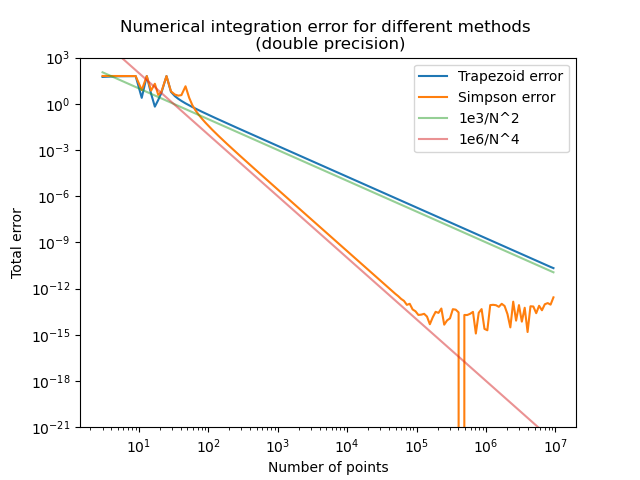 Numerical integration error for different methods
(double precision)
Trapezoid error
Simpson error
1e3/N^2
1e6/N^4
Total error
10^3
10^0
10^-3
10^-6
10^-9
10^-12
10^-15
10^-18
10^-21
10^1 10^2 10^3 10^4 10^5 10^6 10^7
Number of points